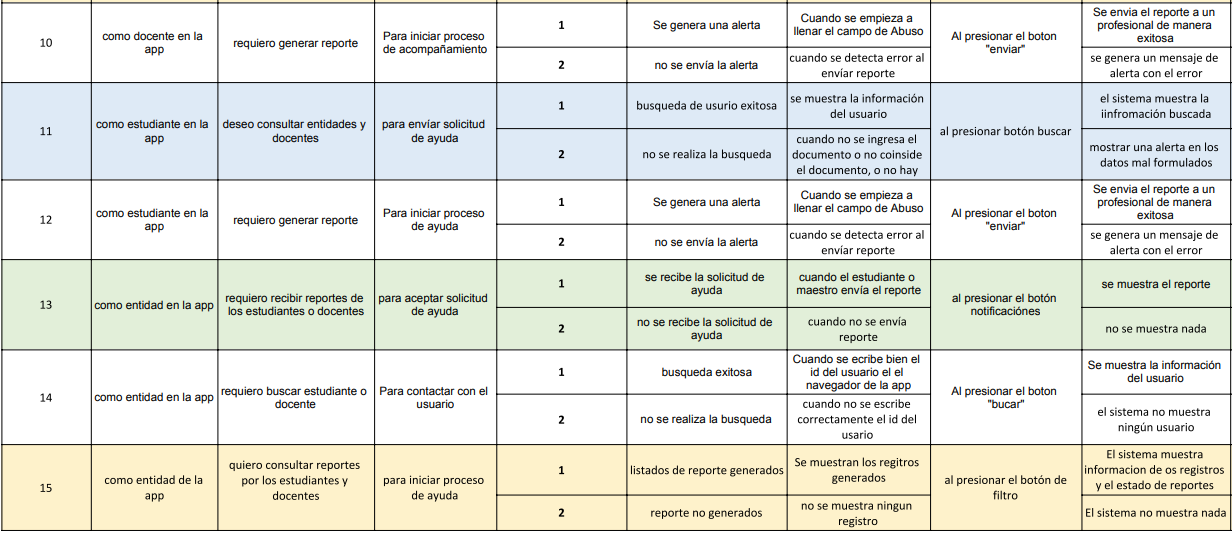 10
como docente en la
app
requiero generar reporte
Para iniciar proceso
de acompañamiento
1
Se genera una alerta
Cuando se empieza a
llenar el campo de Abuso
Al presionar el boton
"enviar"
Se envia el reporte a un
profesional de manera
exitosa
2
no se envía la alerta
cuando se detecta error al
envíar reporte
se genera un mensaje de
alerta con el error
11
como estudiante en la
app
deseo consultar entidades y
docentes
para envíar solicitud
de ayuda
1
busqueda de usurio exitosa
se muestra la información
del usuario
al presionar botón buscar
el sistema muestra la
iinfromación buscada
2
no se realiza la busqueda
cuando no se ingresa el
documento o no coinside
el documento, o no hay
mostrar una alerta en los
datos mal formulados
12
como estudiante en la
app
requiero generar reporte
Para iniciar proceso
de ayuda
1
Se genera una alerta
Cuando se empieza a
llenar el campo de Abuso
Al presionar el boton
"enviar"
Se envia el reporte a un
profesional de manera
exitosa
2
no se envía la alerta
cuando se detecta error al
envíar reporte
se genera un mensaje de
alerta con el error
13
como entidad en la app
requiero recibir reportes de
los estudiantes o docentes
para aceptar solicitud
de ayuda
1
se recibe la solicitud de
ayuda
cuando el estudiante o
maestro envía el reporte
al presionar el botón
notificaciónes
se muestra el reporte
2
no se recibe la solicitud de
ayuda
cuando no se envía
reporte
no se muestra nada
14
como entidad en la app
requiero buscar estudiante o
docente
Para contactar con el
usuario
1
busqueda exitosa
Cuando se ecribe bien el
id del usuario el el
navegador de la app
Al presionar el boton
"bucar"
Se muestra la información
del usuario
2
no se realiza la busqueda
cuando no se escribe
correctamente el id del
usario
el sistema no muestra
ningún usuario
15
como entidad de la
app
quiero consultar reportes
por los estudiantes y
docentes
para iniciar proceso
de ayuda
1
listados de reporte generados
Se muestran los regitros
generados
al presionar el botón de
filtro
El sistema muestra
informacion de os registros
y el estado de reportes
2
reporte no generados
no se muestra ningun
registro
El sistema no muestra nada